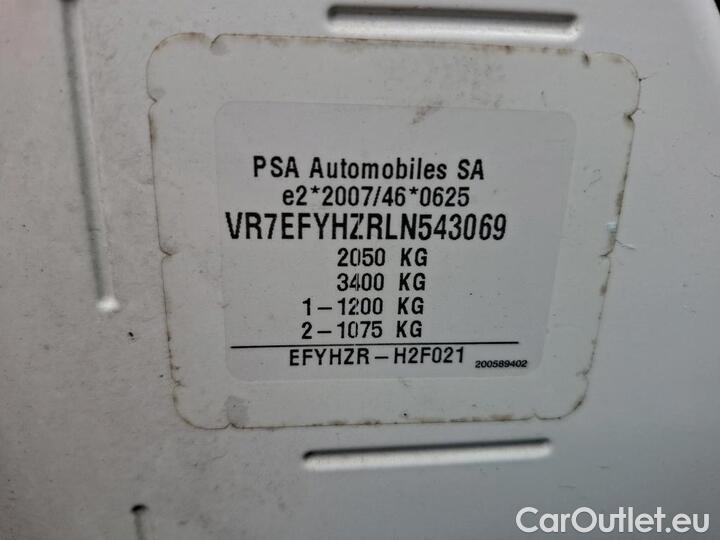 PSA Automobiles SA
e2*2007/46*0625
VR7EFYHZRLN543069
2050 KG
3400 KG
1-1200 KG
2-1075 KG
EFYHZR-H2F021
200589402
CarOutlet.eu